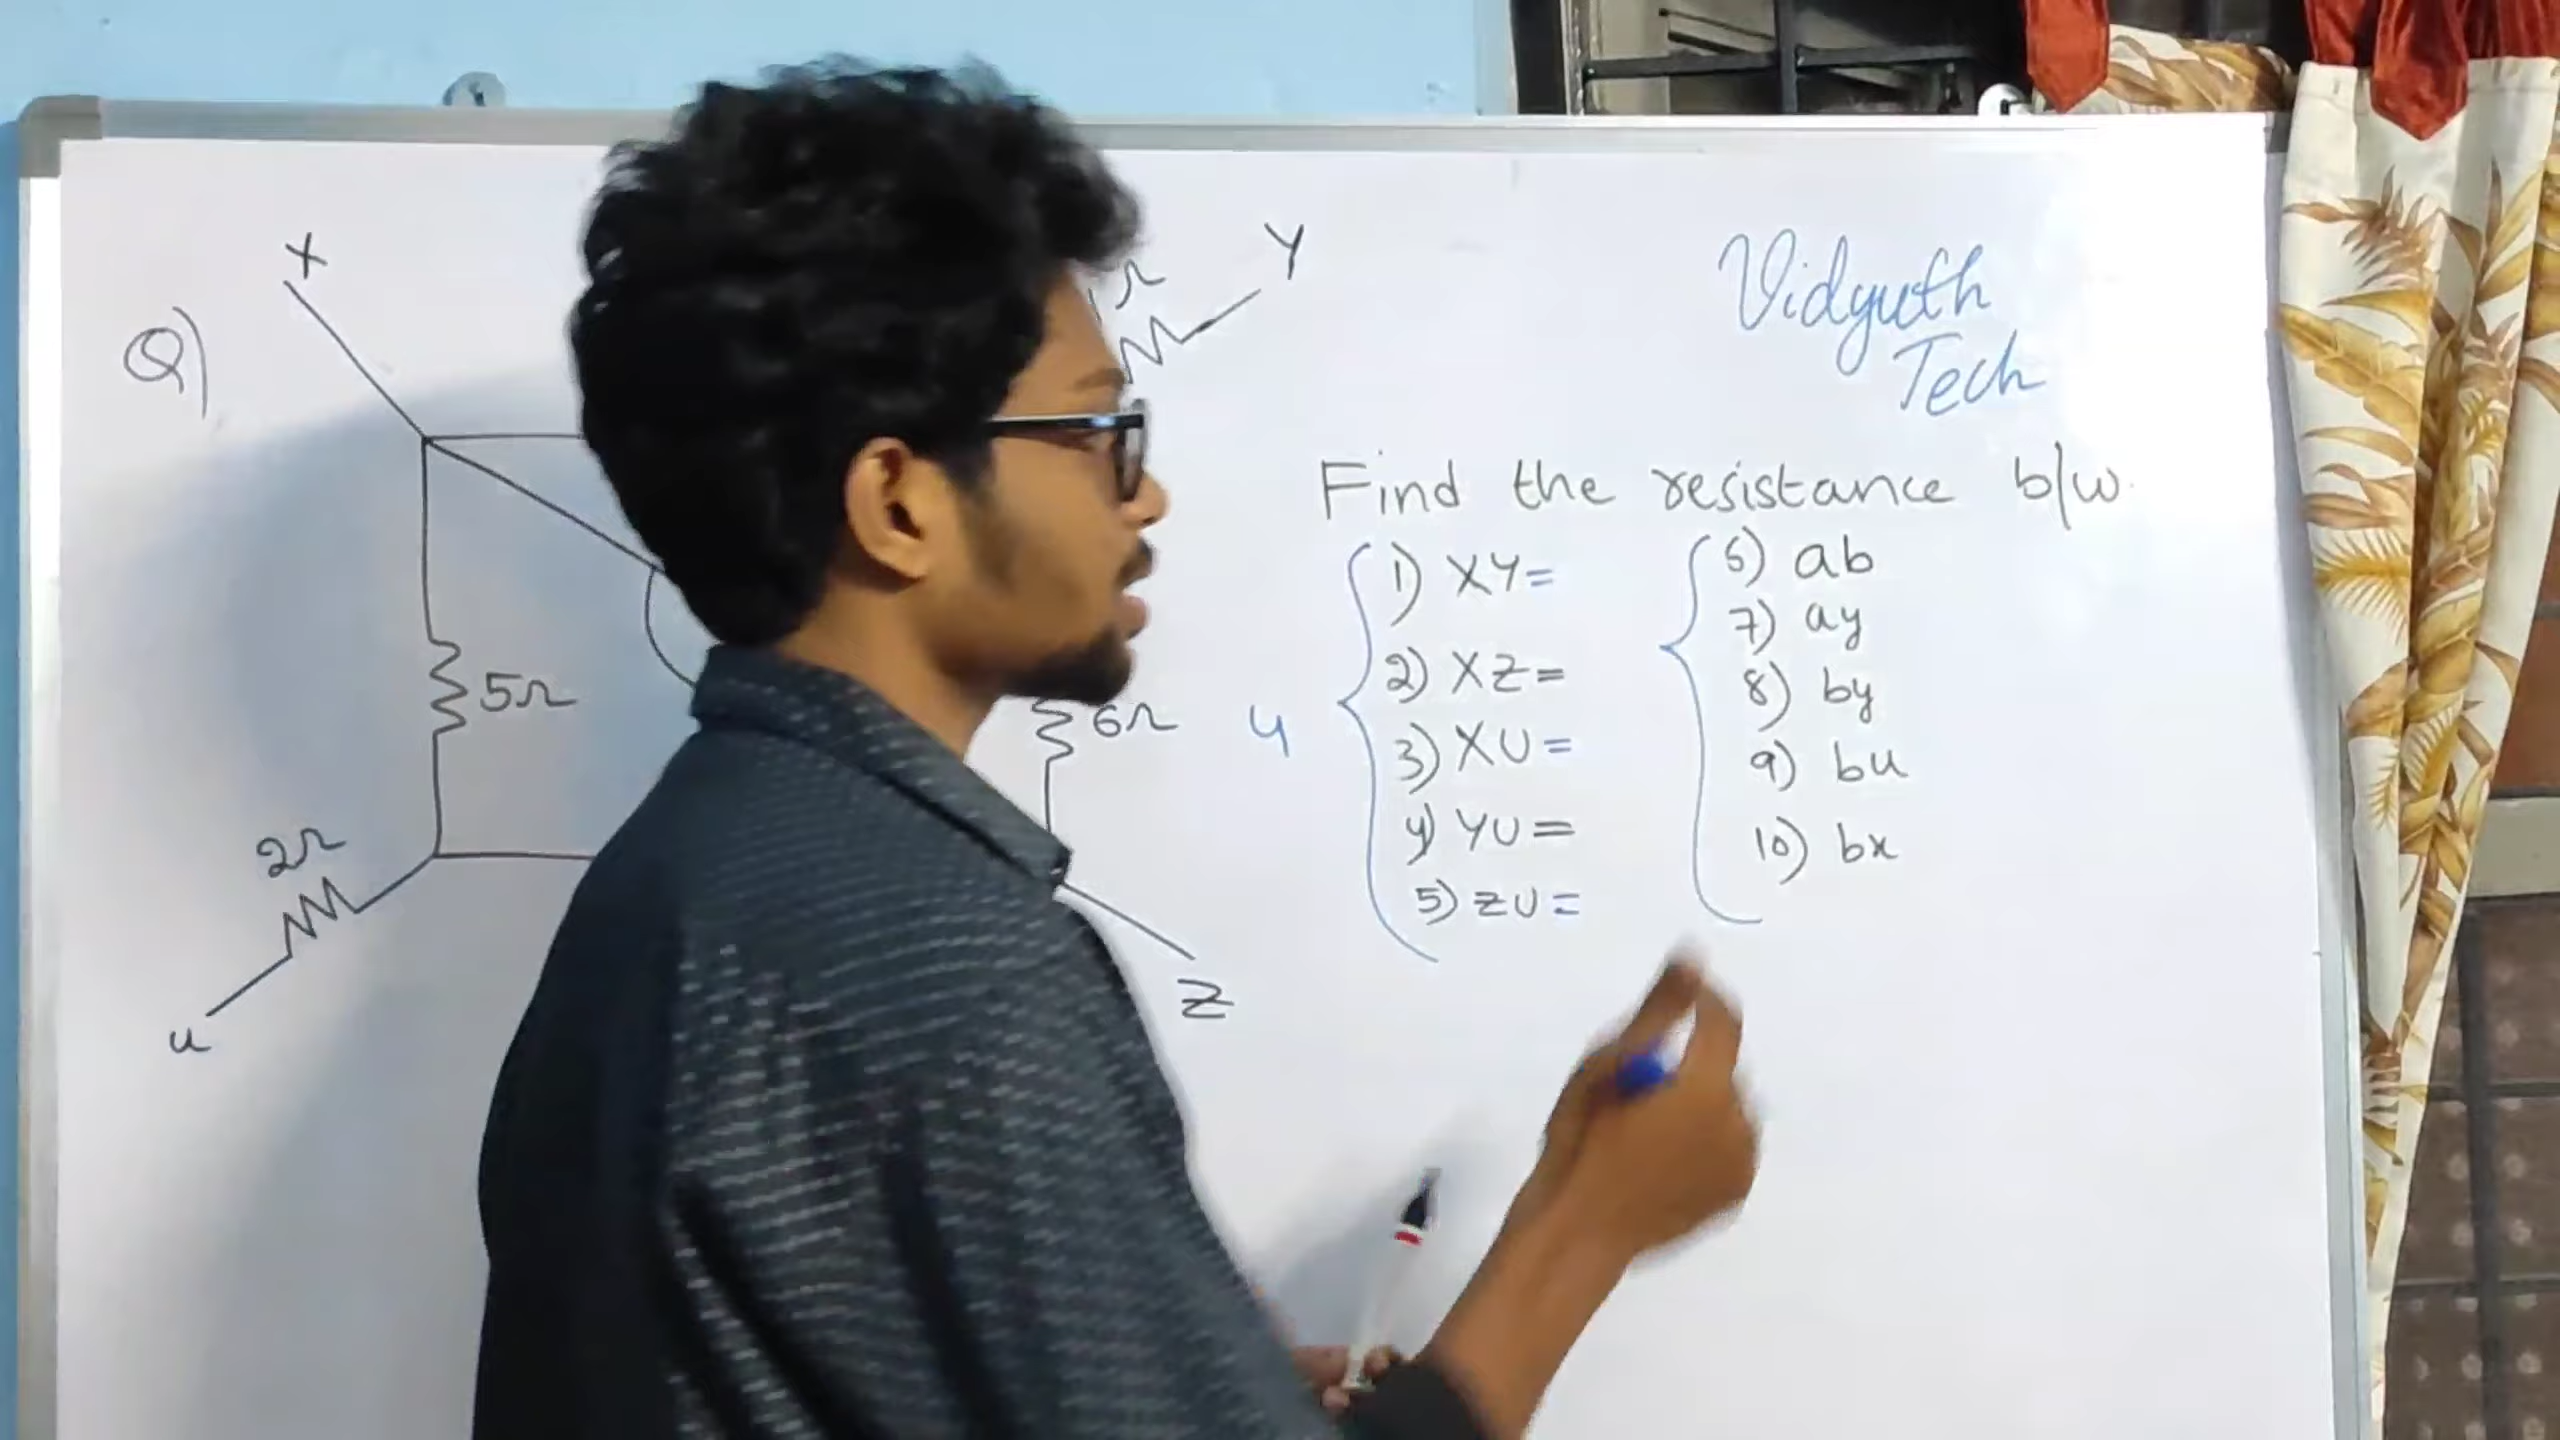 Vidyuth
Tech
Q)
X
Y
5Ω
6Ω
2Ω
u
Z
4
Find the resistance b/w.
1) XY=
2) XZ=
3) XU=
4) YU=
5) ZU=
6) ab
7) ay
8) by
9) bu
10) bx